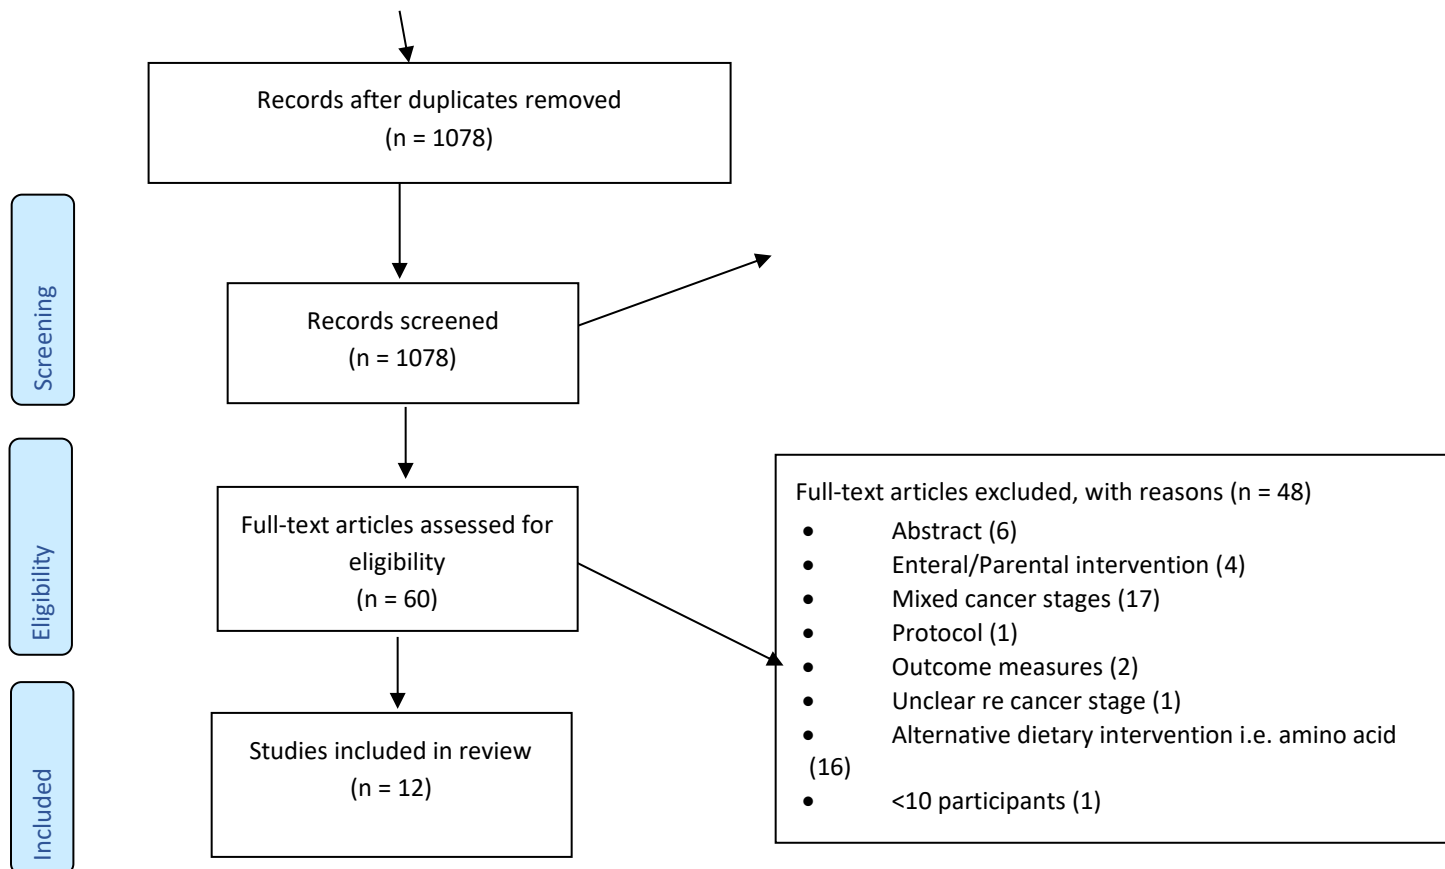 Records after duplicates removed
(n = 1078)
Screening
Records screened
(n = 1078)
Eligibility
Full-text articles assessed for
eligibility
(n = 60)
Full-text articles excluded, with reasons (n = 48)
• Abstract (6)
• Enteral/Parental intervention (4)
• Mixed cancer stages (17)
• Protocol (1)
• Outcome measures (2)
• Unclear re cancer stage (1)
• Alternative dietary intervention i.e. amino acid
(16)
• <10 participants (1)
Included
Studies included in review
(n = 12)